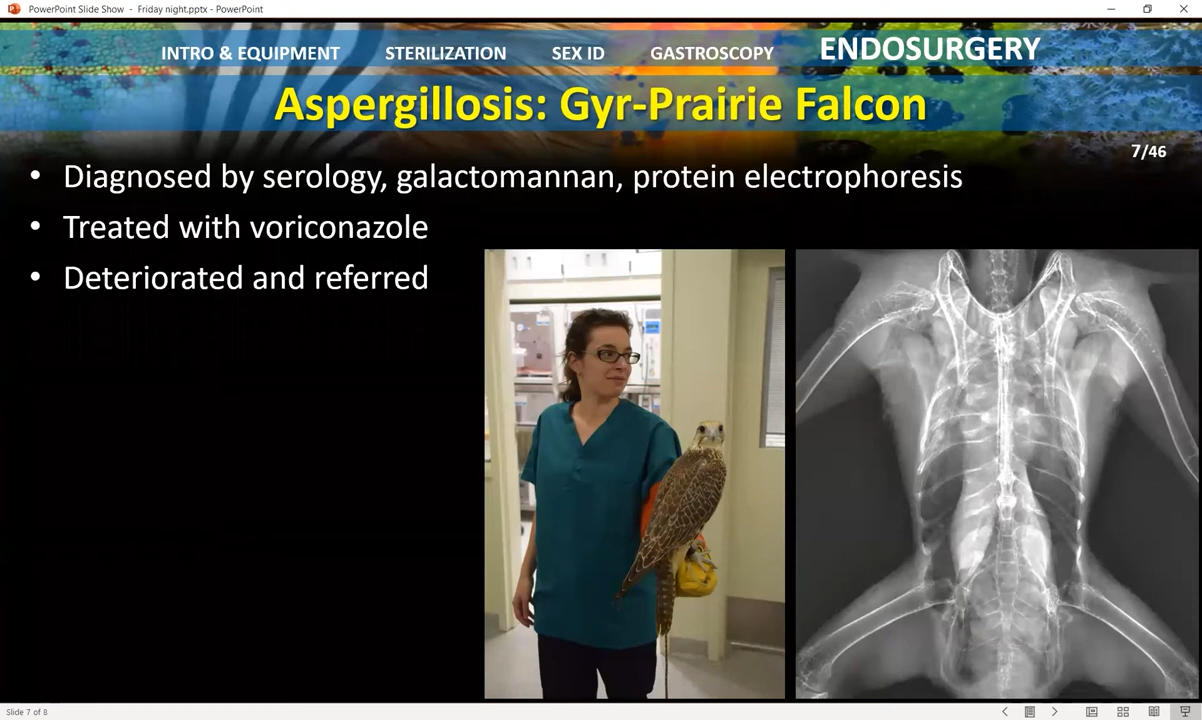 PowerPoint Slide Show - Friday night.pptx - PowerPoint
INTRO & EQUIPMENT STERILIZATION SEX ID GASTROSCOPY ENDOSURGERY
Aspergillosis: Gyr-Prairie Falcon
7/46
• Diagnosed by serology, galactomannan, protein electrophoresis
• Treated with voriconazole
• Deteriorated and referred
Slide 7 of 8